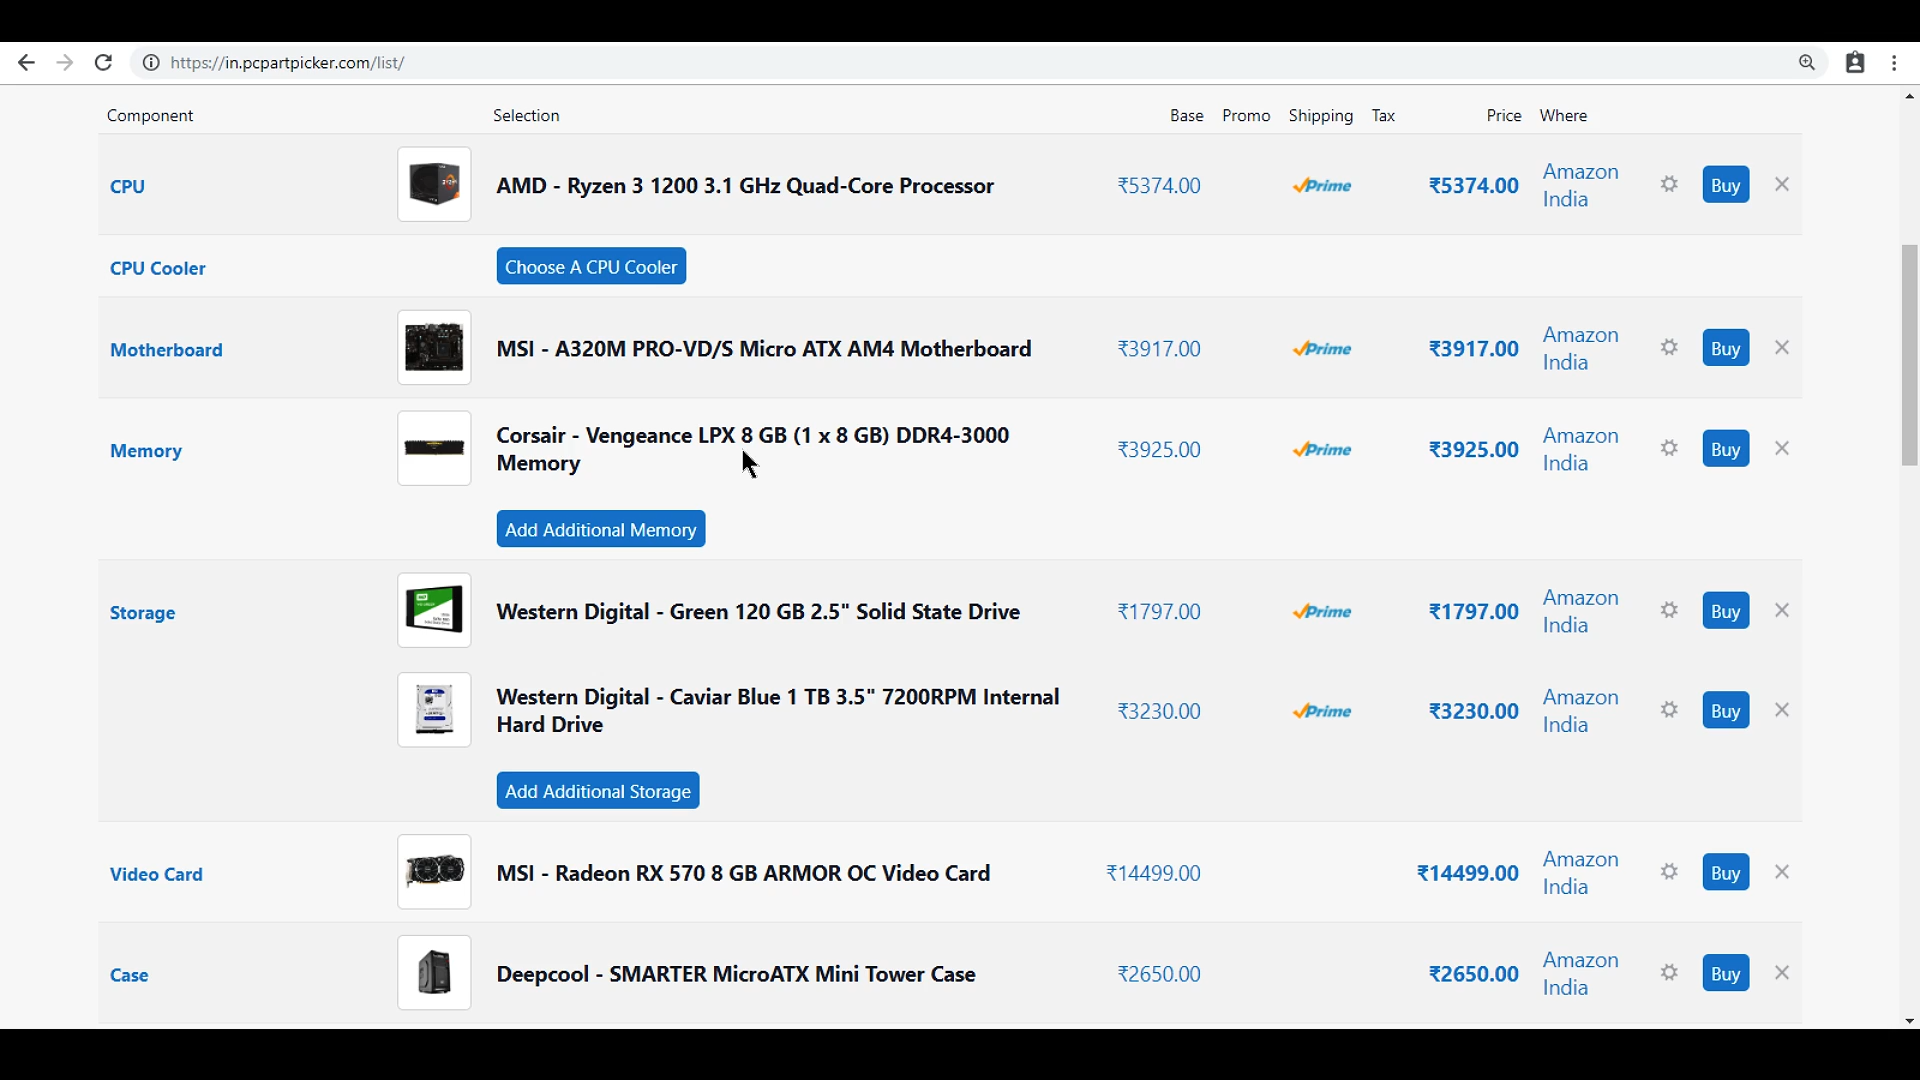 https://in.pcpartpicker.com/list/
Component Selection Base Promo Shipping Tax Price Where
CPU AMD - Ryzen 3 1200 3.1 GHz Quad-Core Processor ₹5374.00 Prime ₹5374.00 Amazon India Buy
CPU Cooler Choose A CPU Cooler
Motherboard MSI - A320M PRO-VD/S Micro ATX AM4 Motherboard ₹3917.00 Prime ₹3917.00 Amazon India Buy
Memory Corsair - Vengeance LPX 8 GB (1 x 8 GB) DDR4-3000 Memory ₹3925.00 Prime ₹3925.00 Amazon India Buy
Add Additional Memory
Storage Western Digital - Green 120 GB 2.5" Solid State Drive ₹1797.00 Prime ₹1797.00 Amazon India Buy
Western Digital - Caviar Blue 1 TB 3.5" 7200RPM Internal Hard Drive ₹3230.00 Prime ₹3230.00 Amazon India Buy
Add Additional Storage
Video Card MSI - Radeon RX 570 8 GB ARMOR OC Video Card ₹14499.00 ₹14499.00 Amazon India Buy
Case Deepcool - SMARTER MicroATX Mini Tower Case ₹2650.00 ₹2650.00 Amazon India Buy